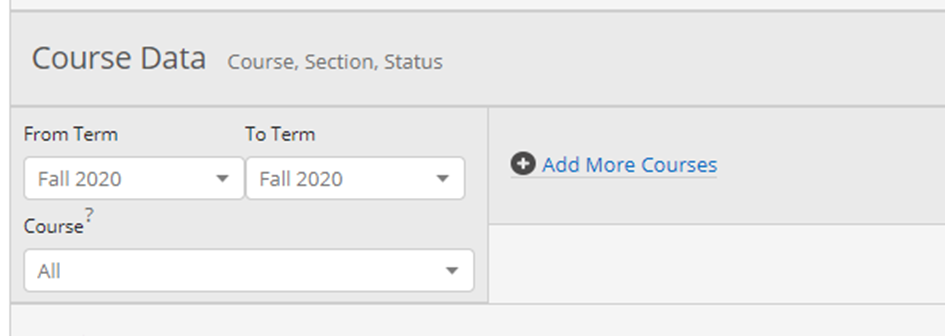 Course Data Course, Section, Status
From Term To Term
Fall 2020 Fall 2020
Add More Courses
Course?
All